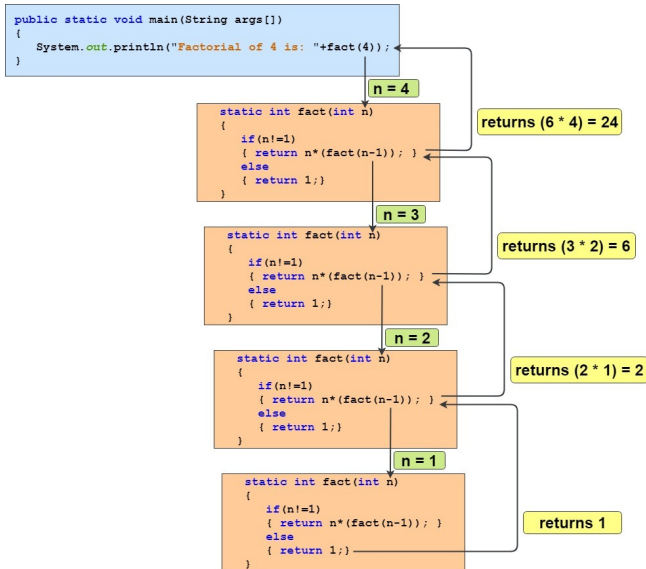 public static void main(String args[])
{
System.out.println("Factorial of 4 is: "+fact(4));
}
n = 4
static int fact(int n)
{
if(n!=1)
{ return n*(fact(n-1)); }
else
{ return 1;}
}
returns (6 * 4) = 24
n = 3
static int fact(int n)
{
if(n!=1)
{ return n*(fact(n-1)); }
else
{ return 1;}
}
returns (3 * 2) = 6
n = 2
static int fact(int n)
{
if(n!=1)
{ return n*(fact(n-1)); }
else
{ return 1;}
}
returns (2 * 1) = 2
n = 1
static int fact(int n)
{
if(n!=1)
{ return n*(fact(n-1)); }
else
{ return 1;}
}
returns 1